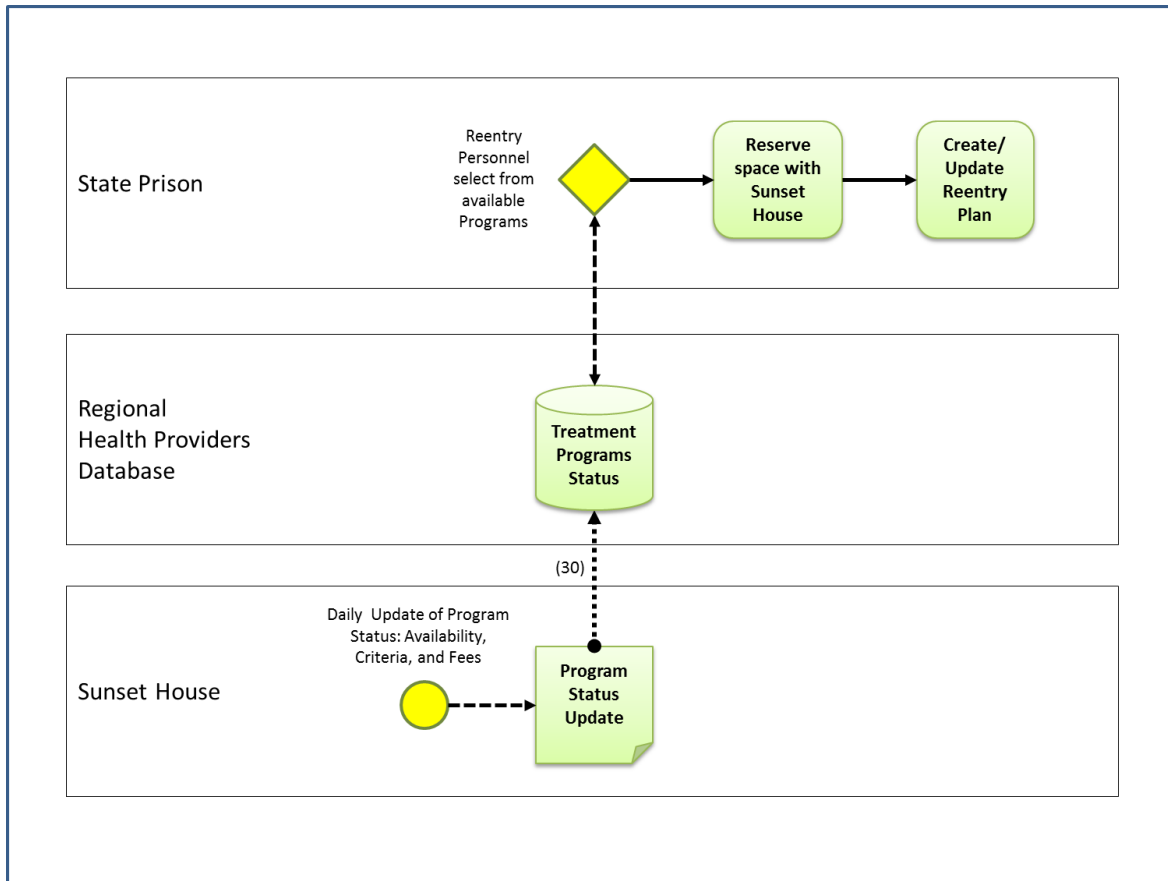 State Prison
Reentry
Personnel
select from
available
Programs
Reserve
space with
Sunset
House
Create/
Update
Reentry
Plan
Regional
Health Providers
Database
Treatment
Programs
Status
(30)
Sunset House
Daily Update of Program
Status: Availability,
Criteria, and Fees
Program
Status
Update